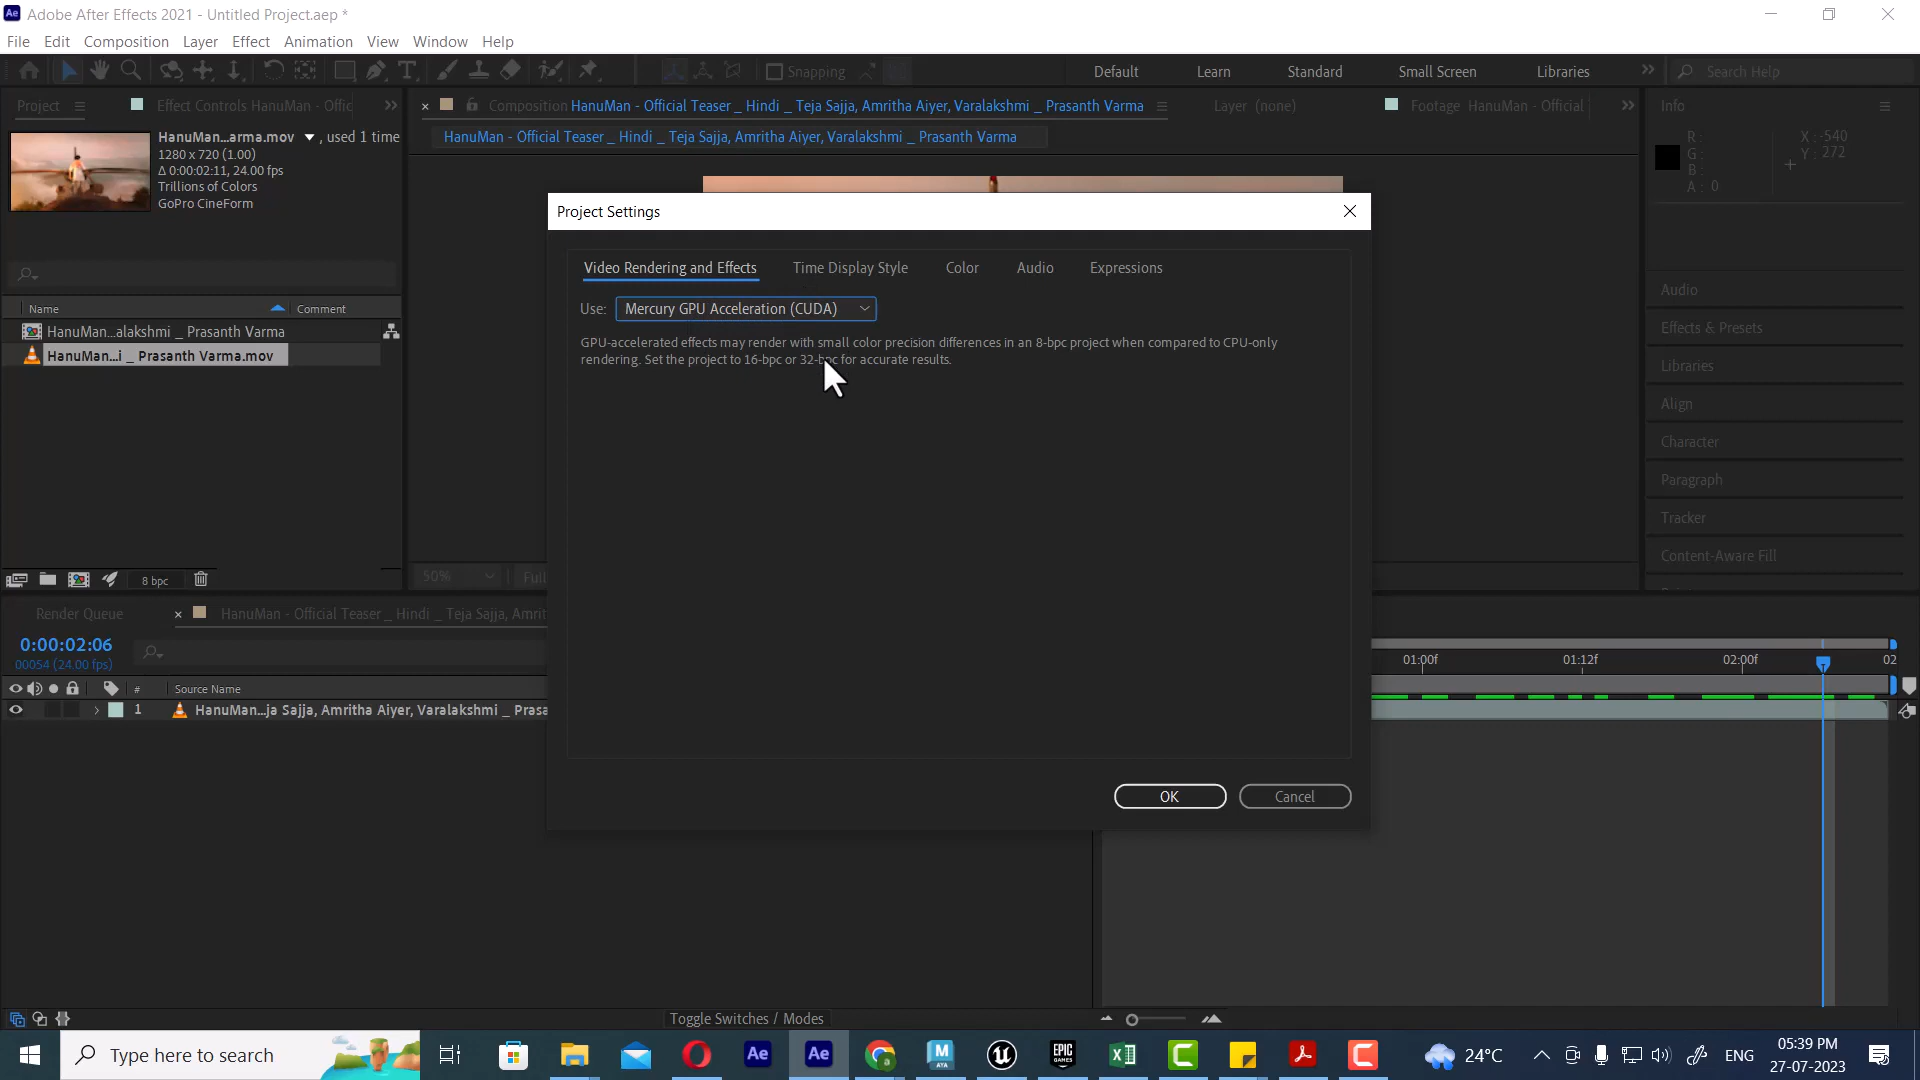 Adobe After Effects 2021 - Untitled Project.aep *
File Edit Composition Layer Effect Animation View Window Help
Snapping
Default Learn Standard Small Screen Libraries
Search Help
Project
Effect Controls HanuMan - Offic
Composition HanuMan - Official Teaser _ Hindi _ Teja Sajja, Amritha Aiyer, Varalakshmi _ Prasanth Varma
Layer (none)
Footage HanuMan - Official
Info
HanuMan...arma.mov , used 1 time
1280 x 720 (1.00)
Δ 0:00:02:11, 24.00 fps
Trillions of Colors
GoPro CineForm
HanuMan - Official Teaser _ Hindi _ Teja Sajja, Amritha Aiyer, Varalakshmi _ Prasanth Varma
R:
G:
B:
A: 0
X: -540
Y: 272
Name Comment
HanuMan...alakshmi _ Prasanth Varma
HanuMan...i _ Prasanth Varma.mov
8 bpc
Project Settings
Video Rendering and Effects Time Display Style Color Audio Expressions
Use: Mercury GPU Acceleration (CUDA)
GPU-accelerated effects may render with small color precision differences in an 8-bpc project when compared to CPU-only
rendering. Set the project to 16-bpc or 32-bpc for accurate results.
OK Cancel
50% Full
Audio
Effects & Presets
Libraries
Align
Character
Paragraph
Tracker
Content-Aware Fill
Render Queue
HanuMan - Official Teaser _ Hindi _ Teja Sajja, Amrit
0:00:02:06
00054 (24.00 fps)
# Source Name
1 HanuMan...ja Sajja, Amritha Aiyer, Varalakshmi _ Prasa
01:00f 01:12f 02:00f 02
Toggle Switches / Modes
Type here to search
24°C
ENG
05:39 PM
27-07-2023